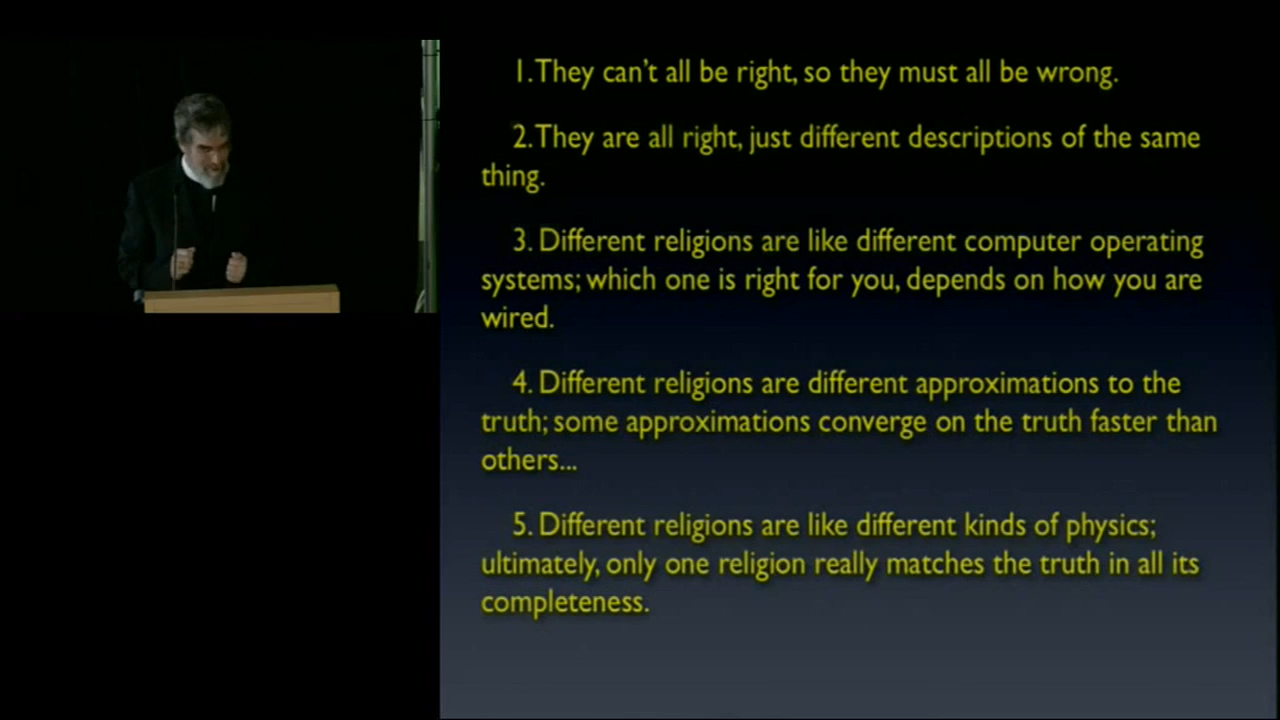 1. They can't all be right, so they must all be wrong.
2. They are all right, just different descriptions of the same
thing.
3. Different religions are like different computer operating
systems; which one is right for you, depends on how you are
wired.
4. Different religions are different approximations to the
truth; some approximations converge on the truth faster than
others...
5. Different religions are like different kinds of physics;
ultimately, only one religion really matches the truth in all its
completeness.